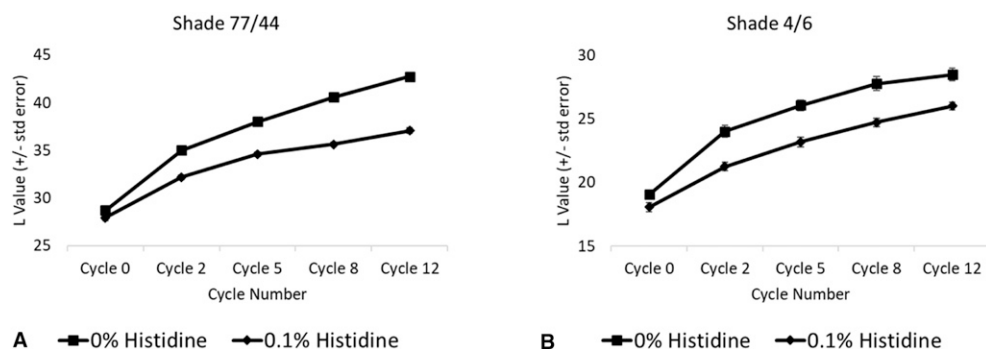 Shade 77/44
L Value (+/- std error)
45
40
35
30
25
Cycle 0 Cycle 2 Cycle 5 Cycle 8 Cycle 12
Cycle Number
A 0% Histidine 0.1% Histidine
Shade 4/6
L Value (+/- std error)
30
25
20
15
Cycle 0 Cycle 2 Cycle 5 Cycle 8 Cycle 12
Cycle Number
B 0% Histidine 0.1% Histidine